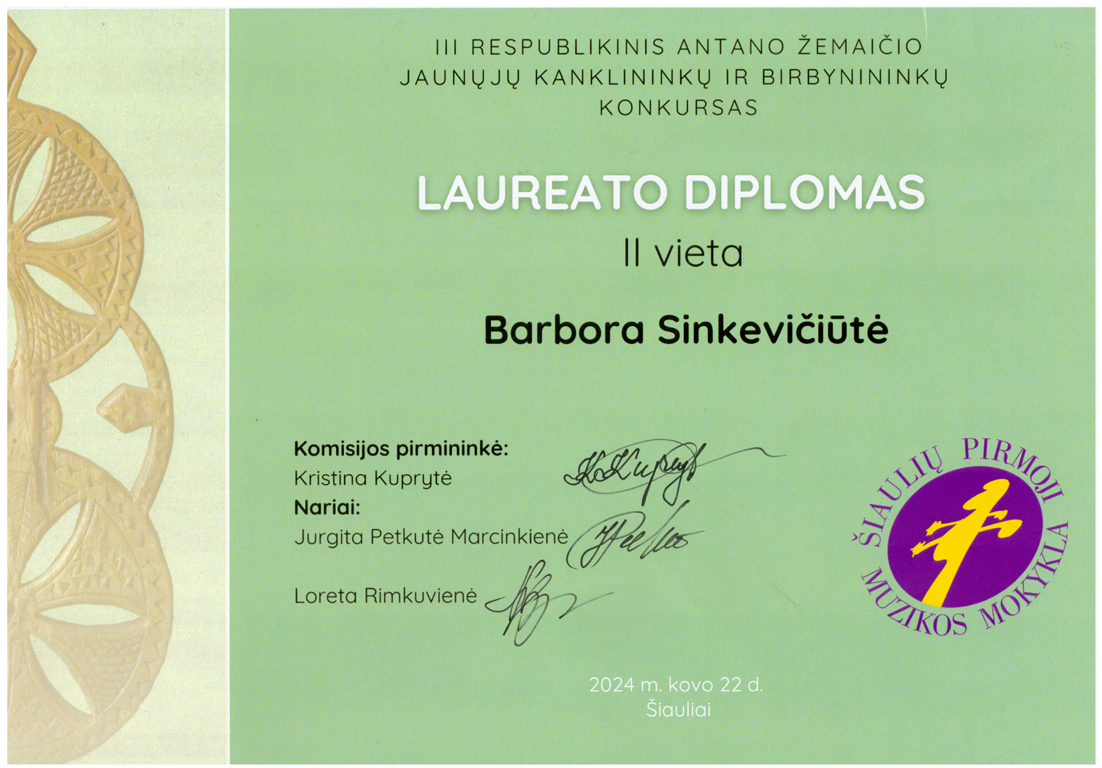 III RESPUBLIKINIS ANTANO ŽEMAIČIO
JAUNŲJŲ KANKLININKŲ IR BIRBYNININKŲ
KONKURSAS
LAUREATO DIPLOMAS
II vieta
Barbora Sinkevičiūtė
Komisijos pirmininkė:
Kristina Kuprytė
Nariai:
Jurgita Petkutė Marcinkienė
Loreta Rimkuvienė
ŠIAULIŲ PIRMOJI
MUZIKOS MOKYKLA
2024 m. kovo 22 d.
Šiauliai